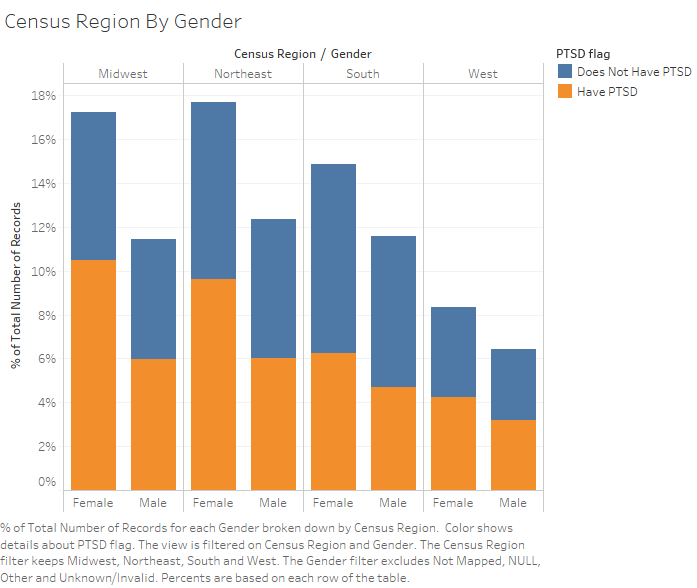 Census Region By Gender
Census Region / Gender
PTSD flag
Midwest Northeast South West
Does Not Have PTSD
Have PTSD
% of Total Number of Records
18%
16%
14%
12%
10%
8%
6%
4%
2%
0%
Female Male Female Male Female Male Female Male
% of Total Number of Records for each Gender broken down by Census Region. Color shows
details about PTSD flag. The view is filtered on Census Region and Gender. The Census Region
filter keeps Midwest, Northeast, South and West. The Gender filter excludes Not Mapped, NULL,
Other and Unknown/Invalid. Percents are based on each row of the table.